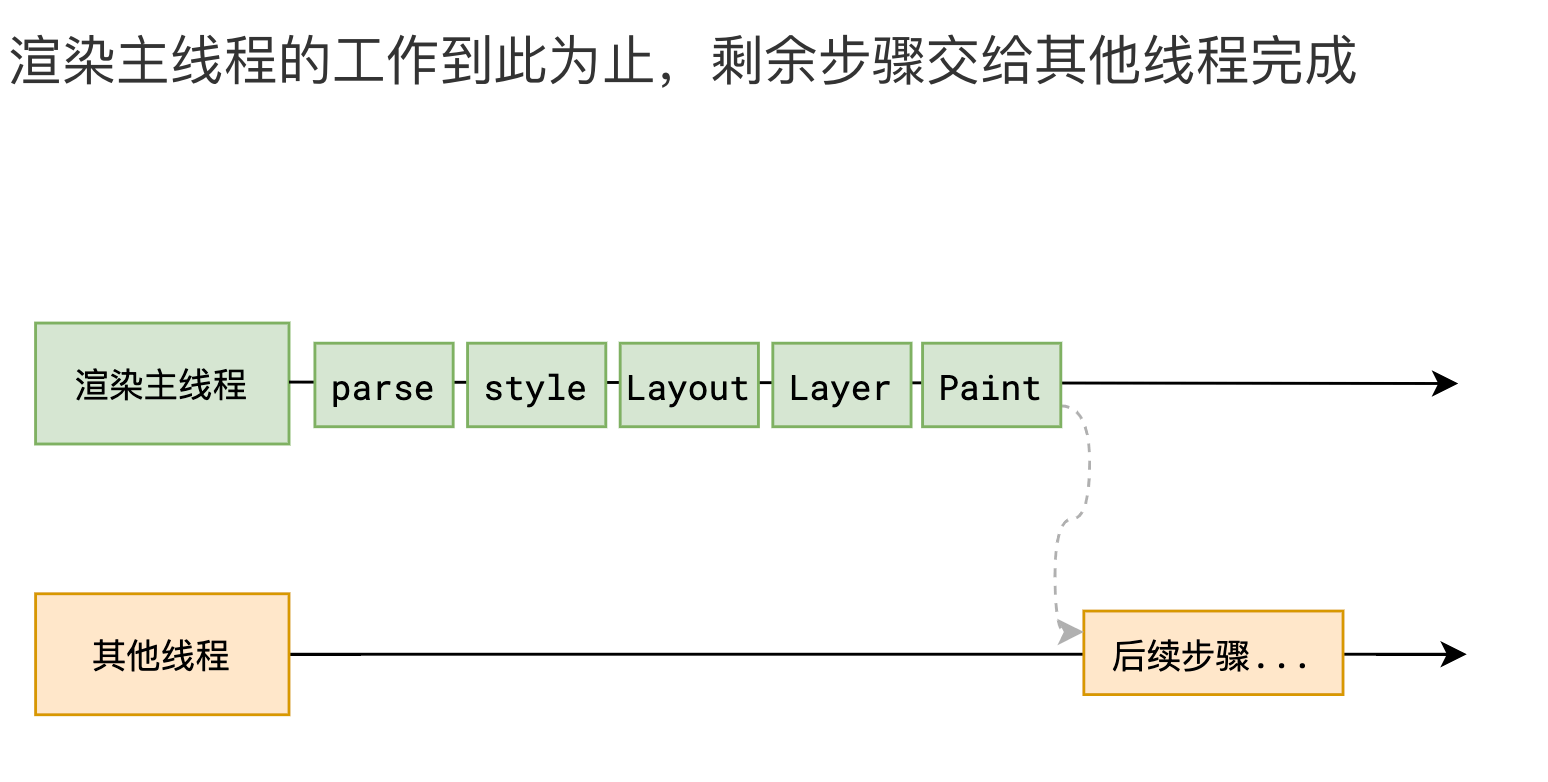 渲染主线程的工作到此为止，剩余步骤交给其他线程完成
渲染主线程
parse
style
Layout
Layer
Paint
其他线程
后续步骤...